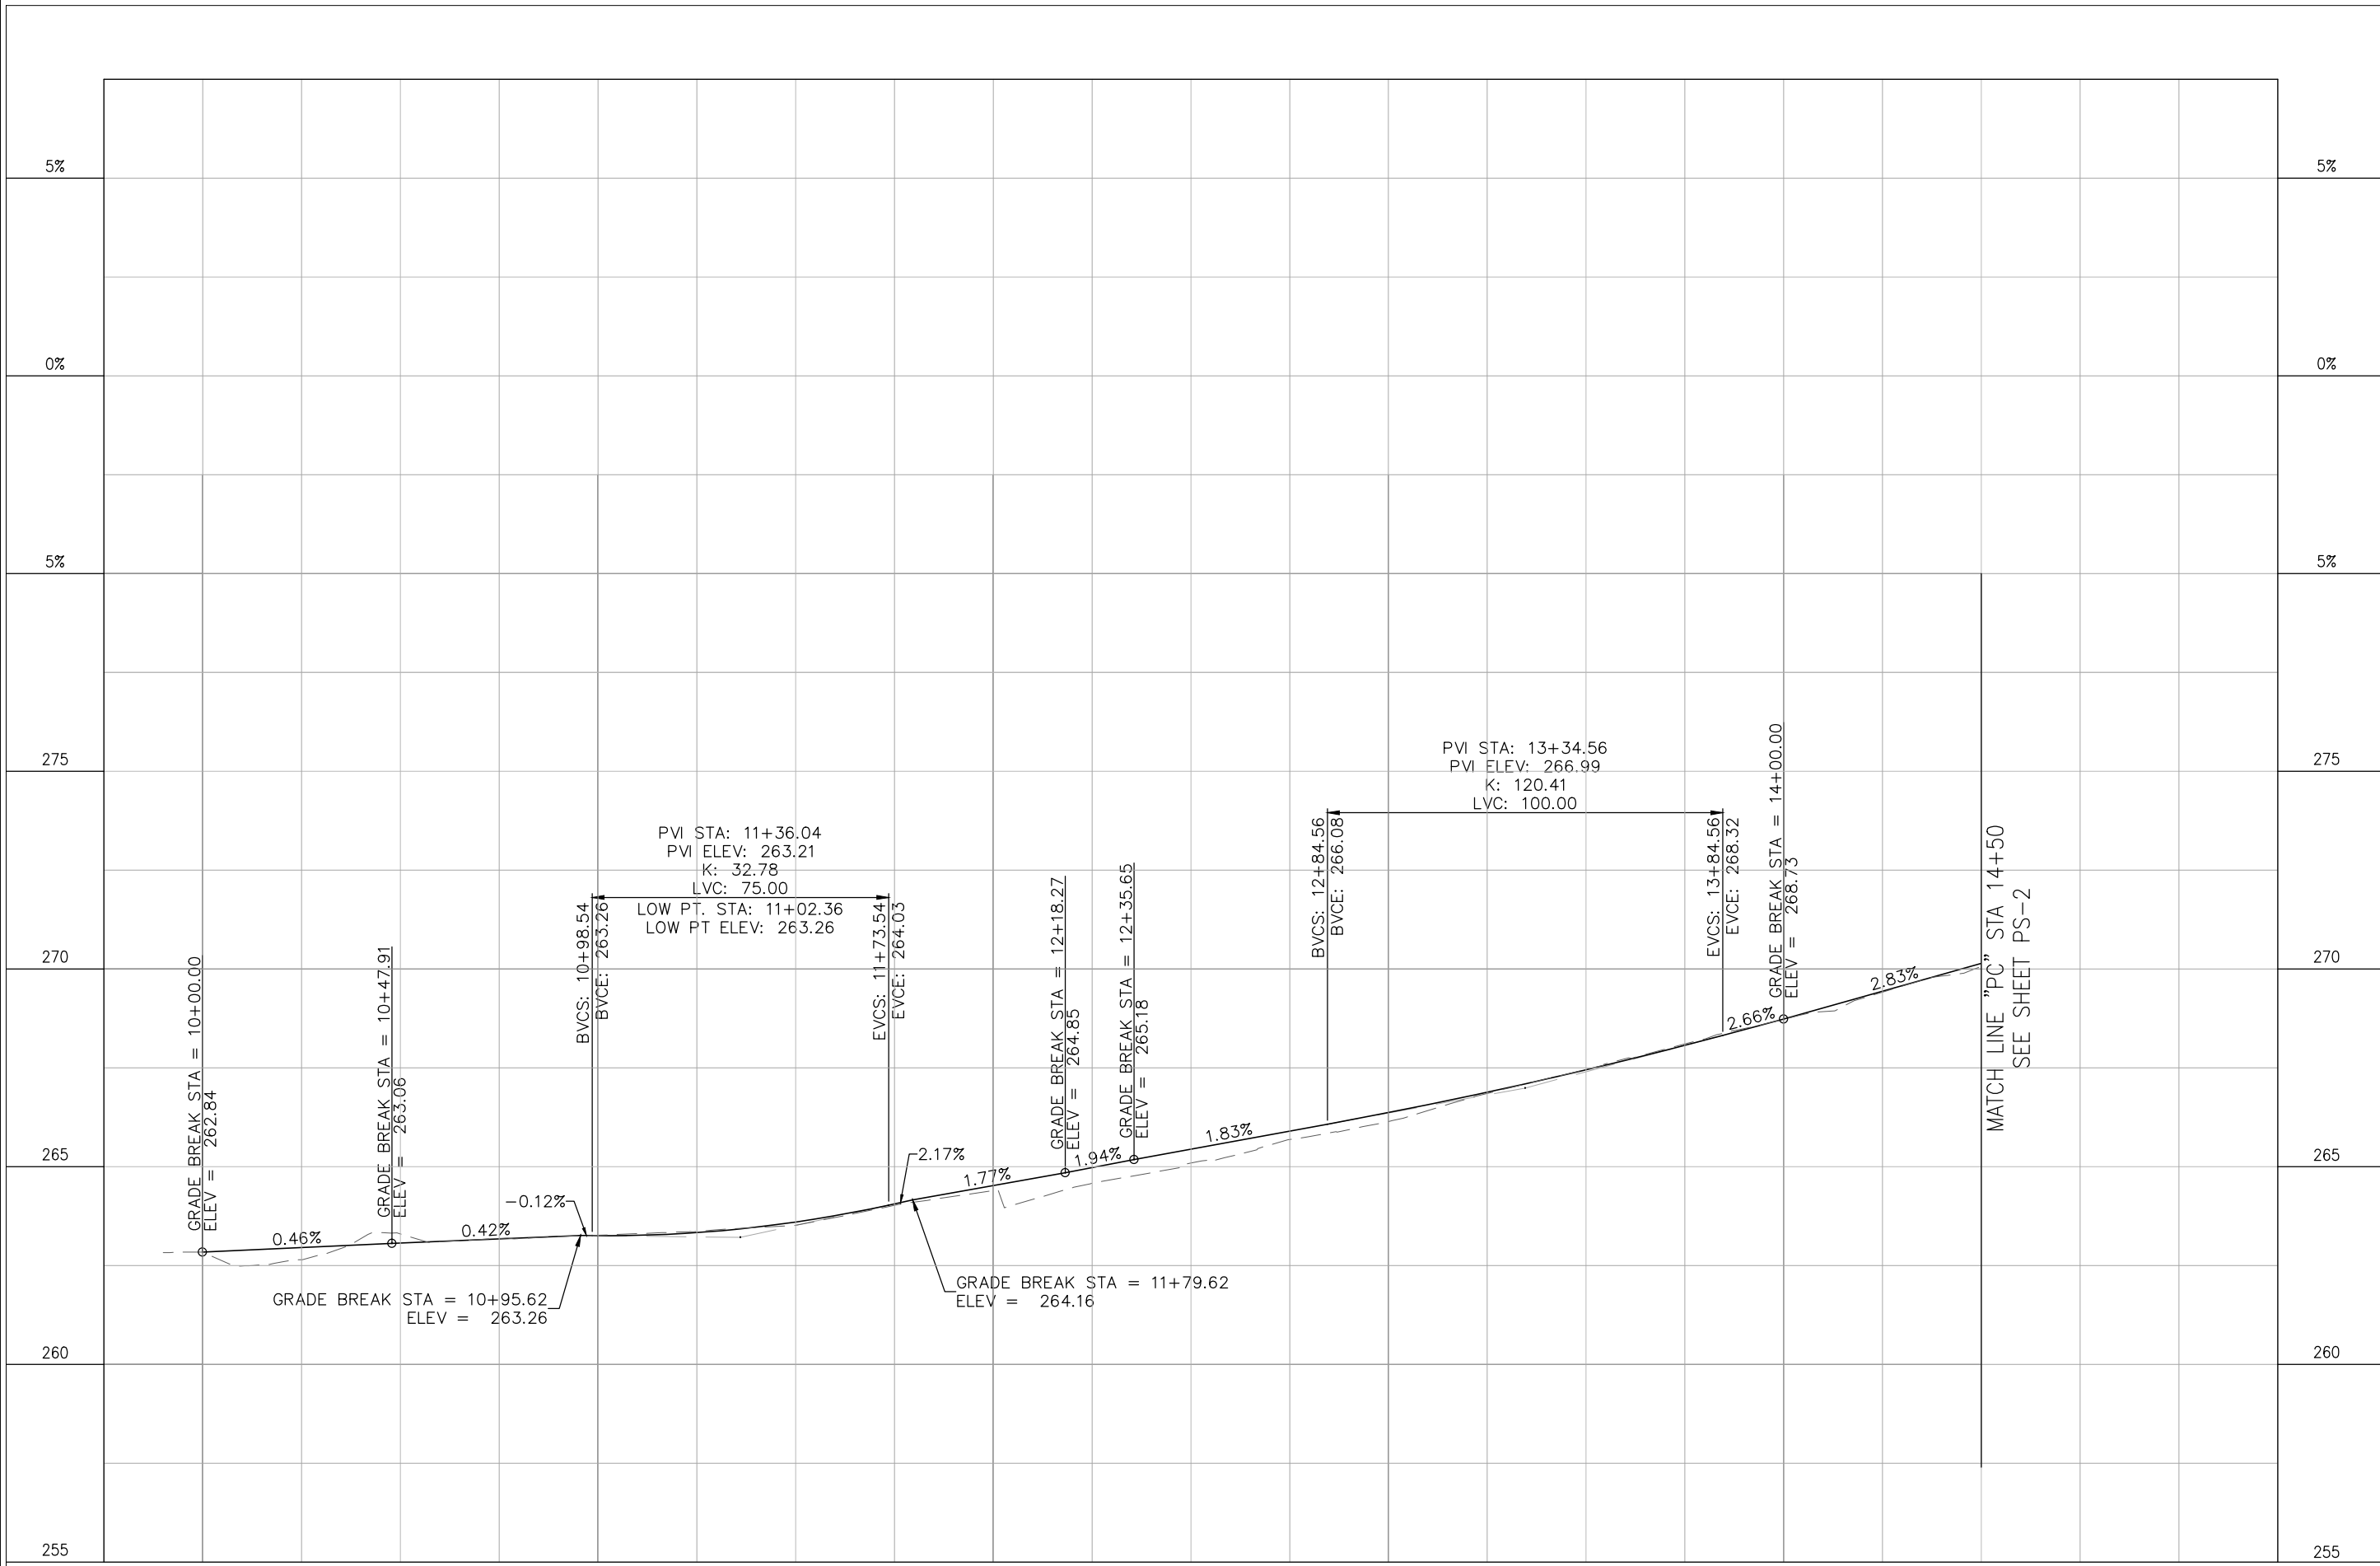 5%
5%
0%
0%
5%
5%
275
275
270
270
265
265
260
260
255
255
GRADE BREAK STA = 10+00.00
ELEV = 262.84
0.46%
GRADE BREAK STA = 10+47.91
ELEV = 263.06
0.42%
GRADE BREAK STA = 10+95.62
ELEV = 263.26
-0.12%
BVCS: 10+98.54
BVCE: 263.26
PVI STA: 11+36.04
PVI ELEV: 263.21
K: 32.78
LVC: 75.00
LOW PT. STA: 11+02.36
LOW PT ELEV: 263.26
EVCS: 11+73.54
EVCE: 264.03
2.17%
GRADE BREAK STA = 11+79.62
ELEV = 264.16
1.77%
GRADE BREAK STA = 12+18.27
ELEV = 264.85
1.94%
GRADE BREAK STA = 12+35.65
ELEV = 265.18
1.83%
BVCS: 12+84.56
BVCE: 266.08
PVI STA: 13+34.56
PVI ELEV: 266.99
K: 120.41
LVC: 100.00
EVCS: 13+84.56
EVCE: 268.32
2.66%
GRADE BREAK STA = 14+00.00
ELEV = 268.73
2.83%
MATCH LINE "PC" STA 14+50
SEE SHEET PS-2